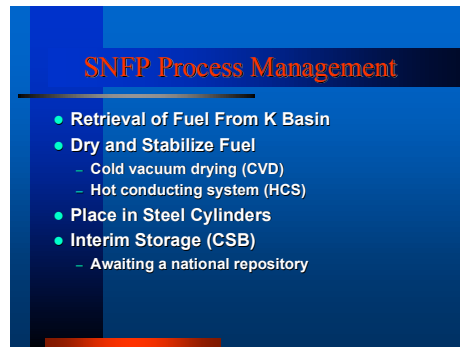 SNFP Process Management
● Retrieval of Fuel From K Basin
● Dry and Stabilize Fuel
– Cold vacuum drying (CVD)
– Hot conducting system (HCS)
● Place in Steel Cylinders
● Interim Storage (CSB)
– Awaiting a national repository